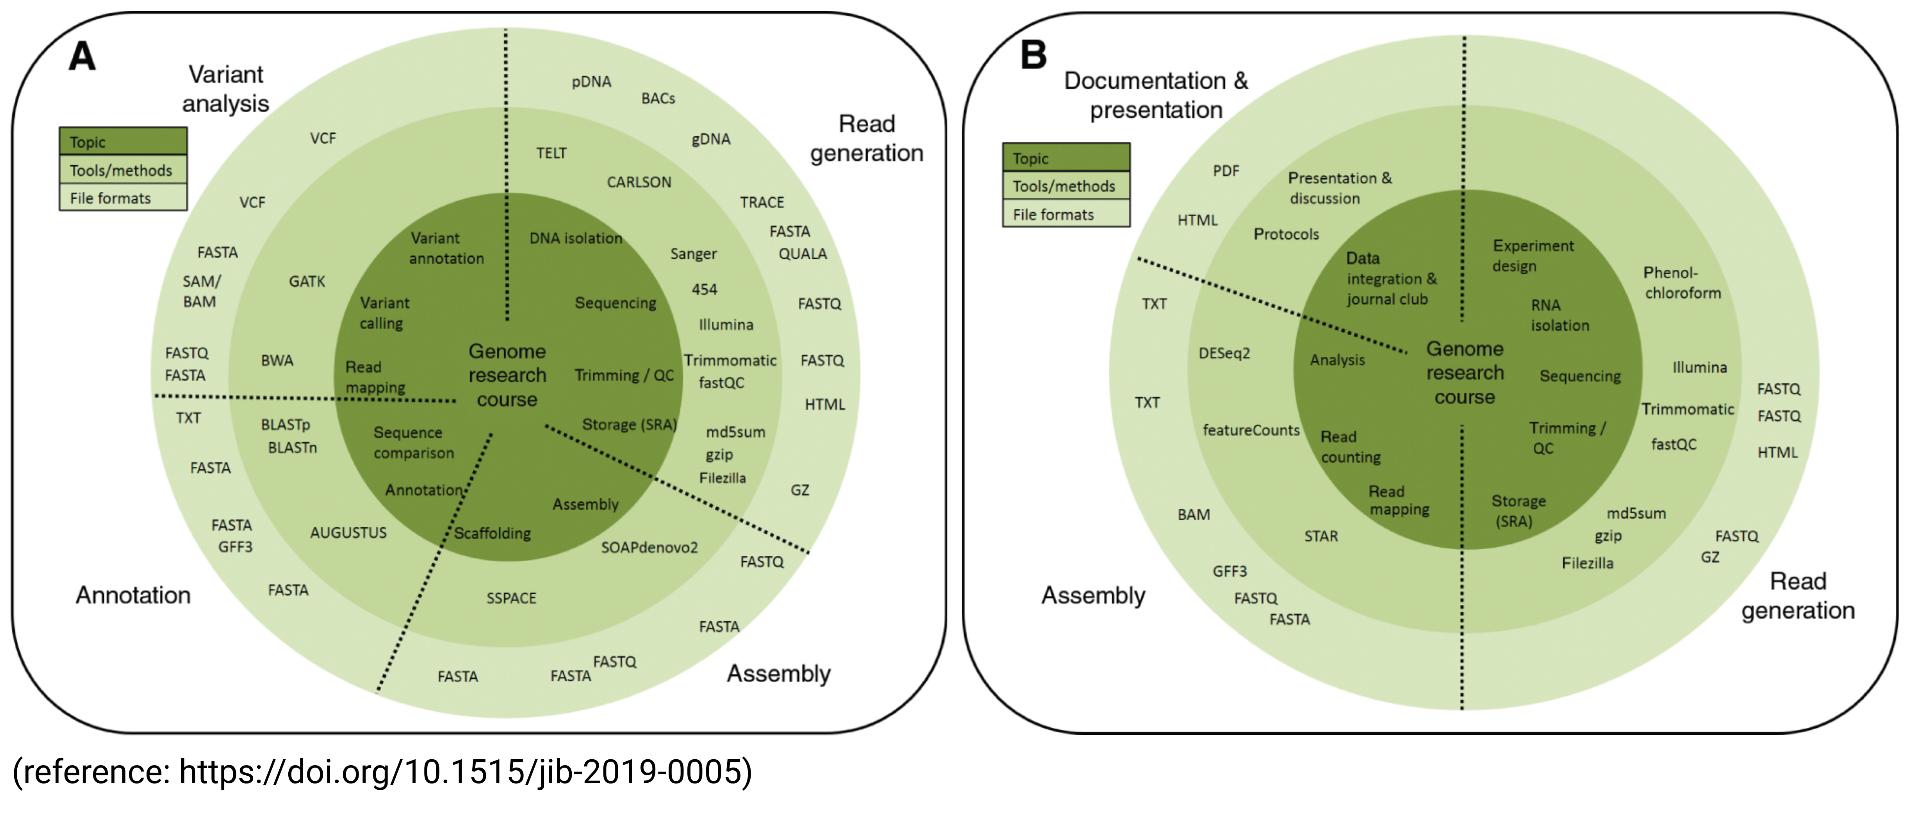 A
Variant
analysis
Topic
Tools/methods
File formats
Read
generation
pDNA
BACs
gDNA
TRACE
FASTA
QUALA
FASTQ
FASTQ
HTML
GZ
TELT
CARLSON
Sanger
454
Illumina
Trimmomatic
fastQC
md5sum
gzip
Filezilla
DNA isolation
Sequencing
Trimming / QC
Storage (SRA)
Genome
research
course
Assembly
Scaffolding
SOAPdenovo2
SSPACE
FASTQ
FASTA
FASTQ
FASTA
FASTA
Assembly
Sequence
comparison
Annotation
BLASTp
BLASTn
AUGUSTUS
TXT
FASTA
FASTA
GFF3
FASTA
Annotation
Variant
annotation
Variant
calling
Read
mapping
GATK
BWA
VCF
VCF
FASTA
SAM/
BAM
FASTQ
FASTA
B
Documentation &
presentation
Topic
Tools/methods
File formats
PDF
HTML
Presentation &
discussion
Protocols
Data
integration &
journal club
Genome
research
course
Experiment
design
RNA
isolation
Sequencing
Trimming /
QC
Storage
(SRA)
Phenol-
chloroform
Illumina
Trimmomatic
fastQC
md5sum
gzip
Filezilla
FASTQ
FASTQ
HTML
FASTQ
GZ
Read
generation
Analysis
Read
counting
Read
mapping
DESeq2
featureCounts
STAR
TXT
TXT
BAM
GFF3
FASTQ
FASTA
Assembly
(reference: https://doi.org/10.1515/jib-2019-0005)